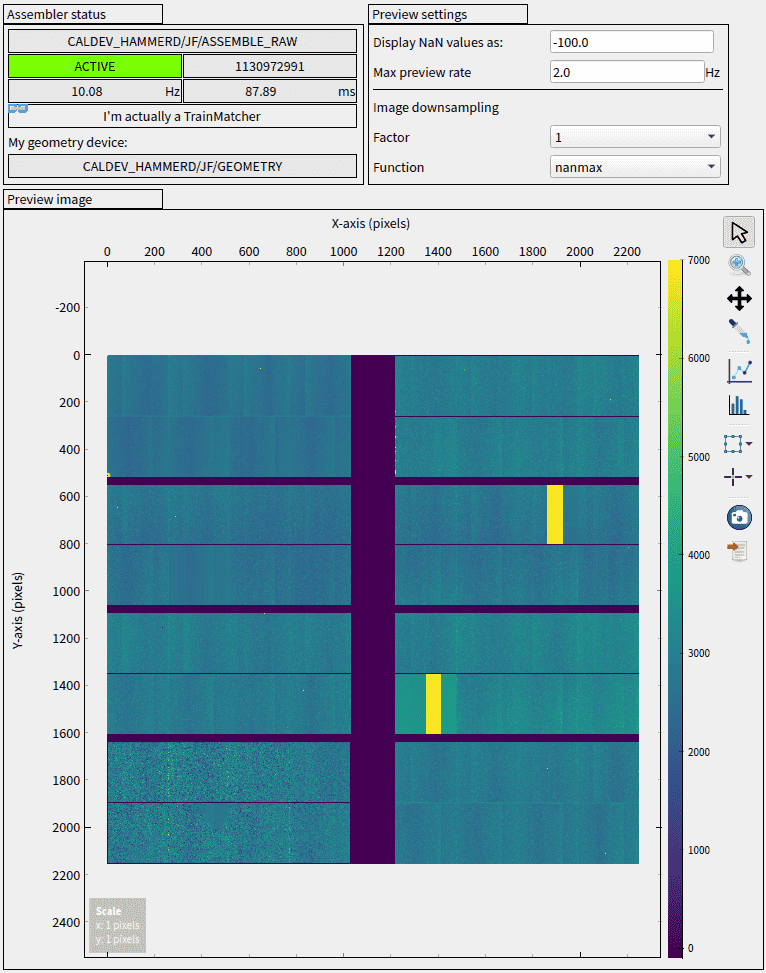 Assembler status
Preview settings
CALDEV_HAMMERD/JF/ASSEMBLE_RAW
ACTIVE
1130972991
10.08 Hz
87.89 ms
I'm actually a TrainMatcher
My geometry device:
CALDEV_HAMMERD/JF/GEOMETRY
Display NaN values as: -100.0
Max preview rate 2.0 Hz
Image downsampling
Factor 1
Function nanmax
Preview image
X-axis (pixels)
0 200 400 600 800 1000 1200 1400 1600 1800 2000 2200
Y-axis (pixels)
-200
0
200
400
600
800
1000
1200
1400
1600
1800
2000
2200
2400
7000
6000
5000
4000
3000
2000
1000
0
Scale
x: 1 pixels
y: 1 pixels